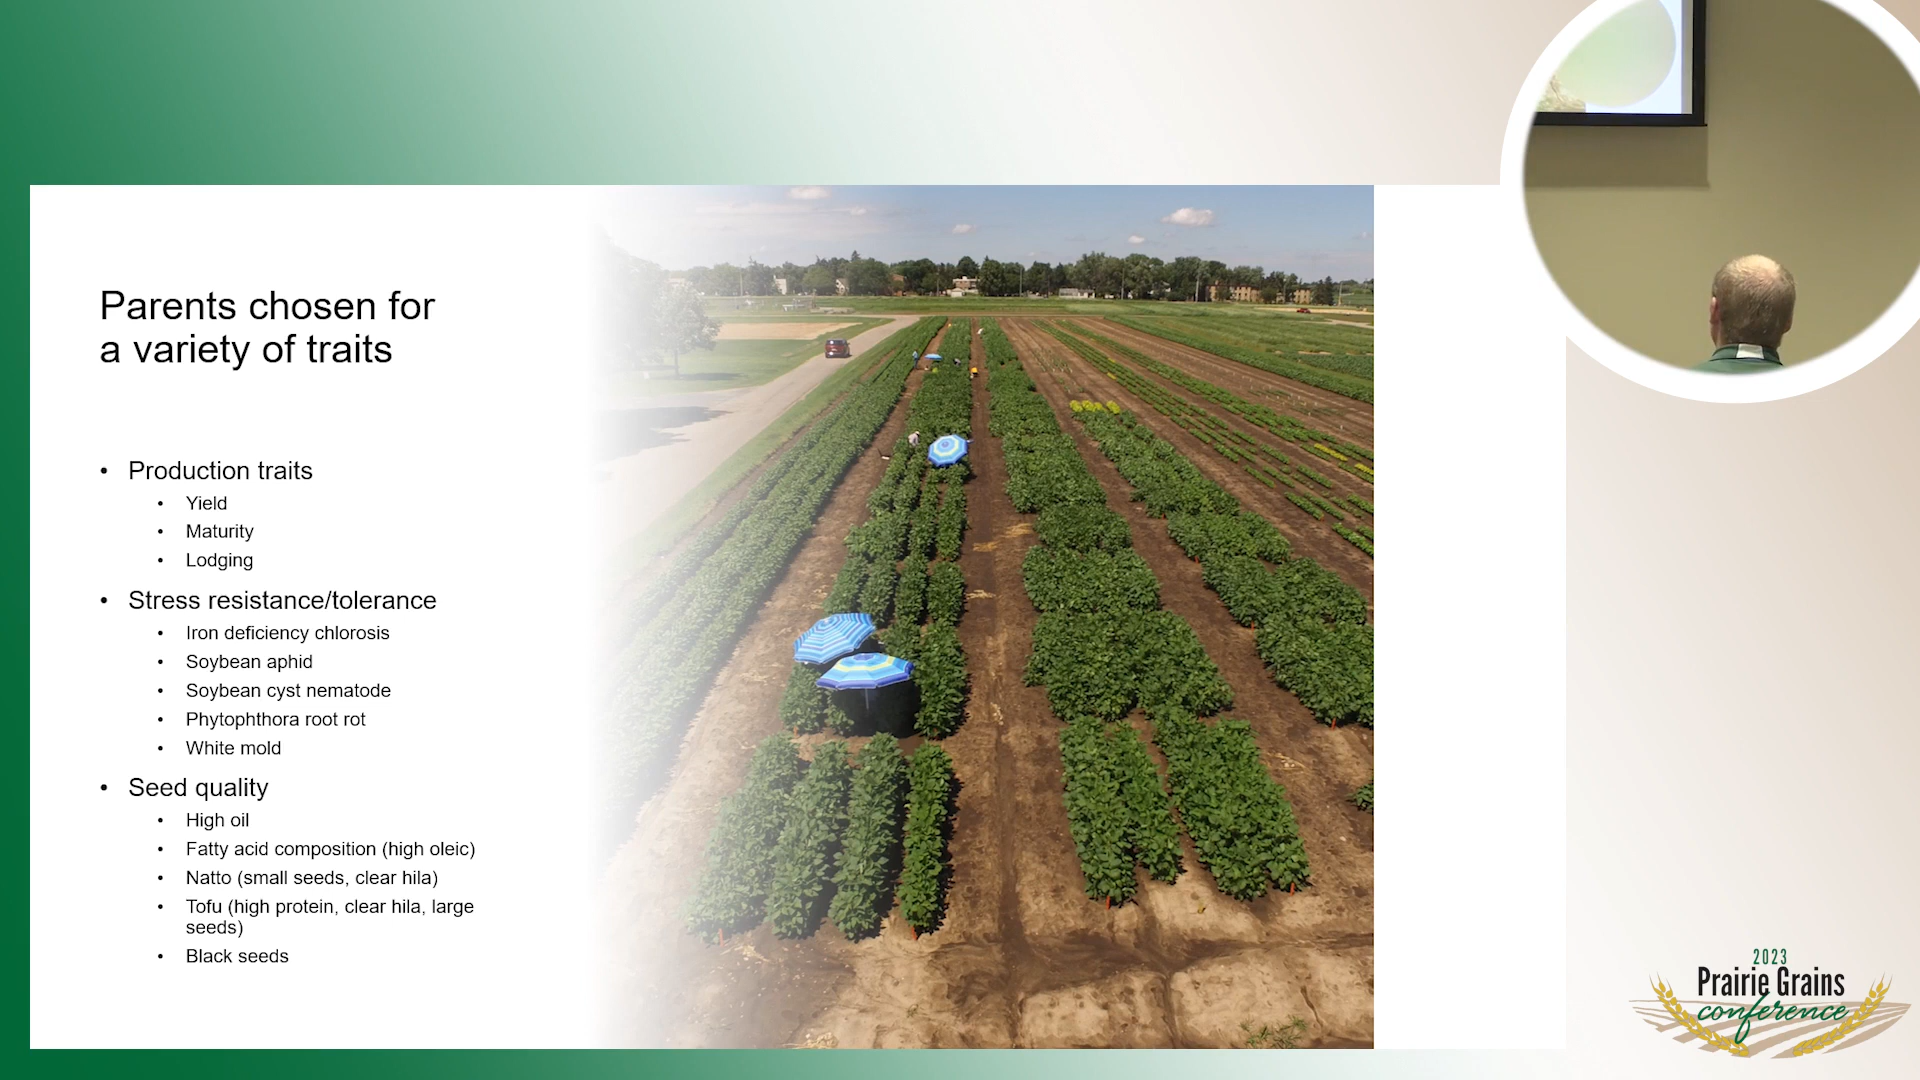 Parents chosen for
a variety of traits
• Production traits
• Yield
• Maturity
• Lodging
• Stress resistance/tolerance
• Iron deficiency chlorosis
• Soybean aphid
• Soybean cyst nematode
• Phytophthora root rot
• White mold
• Seed quality
• High oil
• Fatty acid composition (high oleic)
• Natto (small seeds, clear hila)
• Tofu (high protein, clear hila, large
seeds)
• Black seeds
2023
Prairie Grains
conference